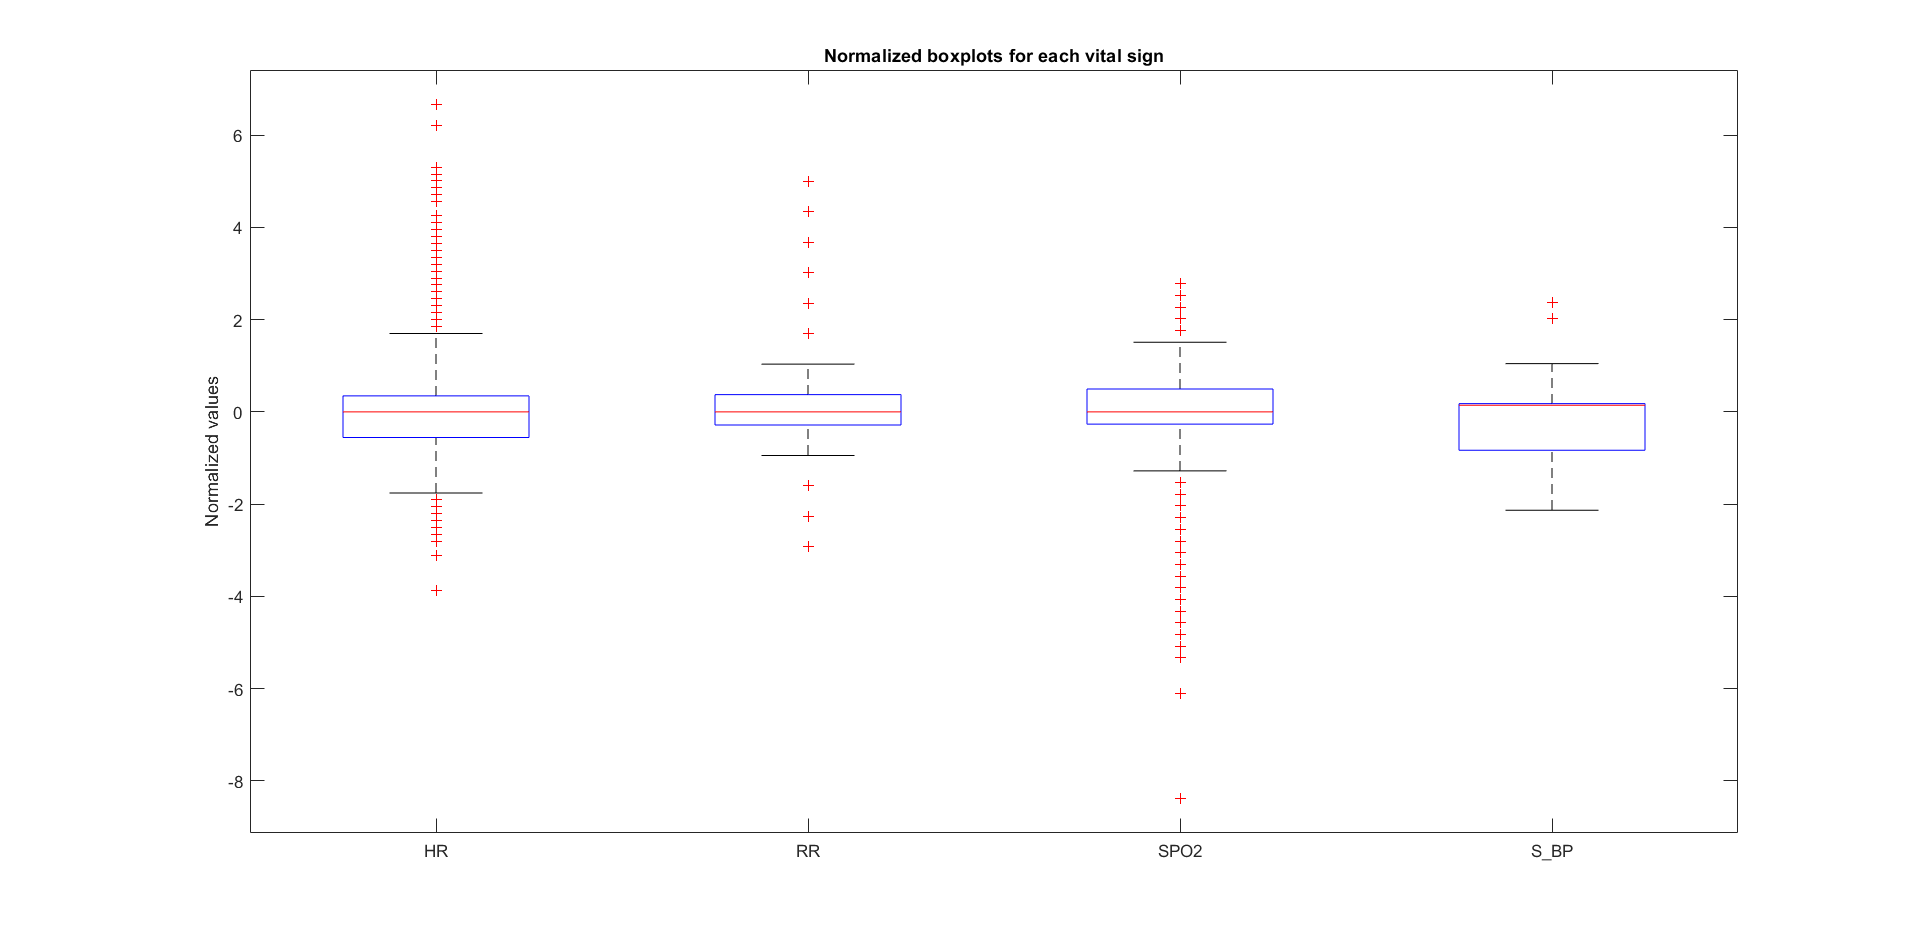 Normalized boxplots for each vital sign
Normalized values
6
4
2
0
-2
-4
-6
-8
HR
RR
SPO2
S_BP